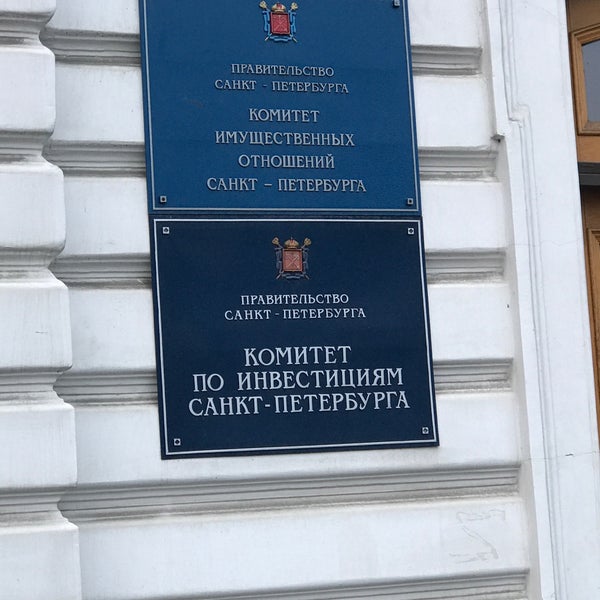 ПРАВИТЕЛЬСТВО
САНКТ - ПЕТЕРБУРГА
КОМИТЕТ
ИМУЩЕСТВЕННЫХ
ОТНОШЕНИЙ
САНКТ – ПЕТЕРБУРГА
ПРАВИТЕЛЬСТВО
САНКТ - ПЕТЕРБУРГА
КОМИТЕТ
ПО ИНВЕСТИЦИЯМ
САНКТ-ПЕТЕРБУРГА